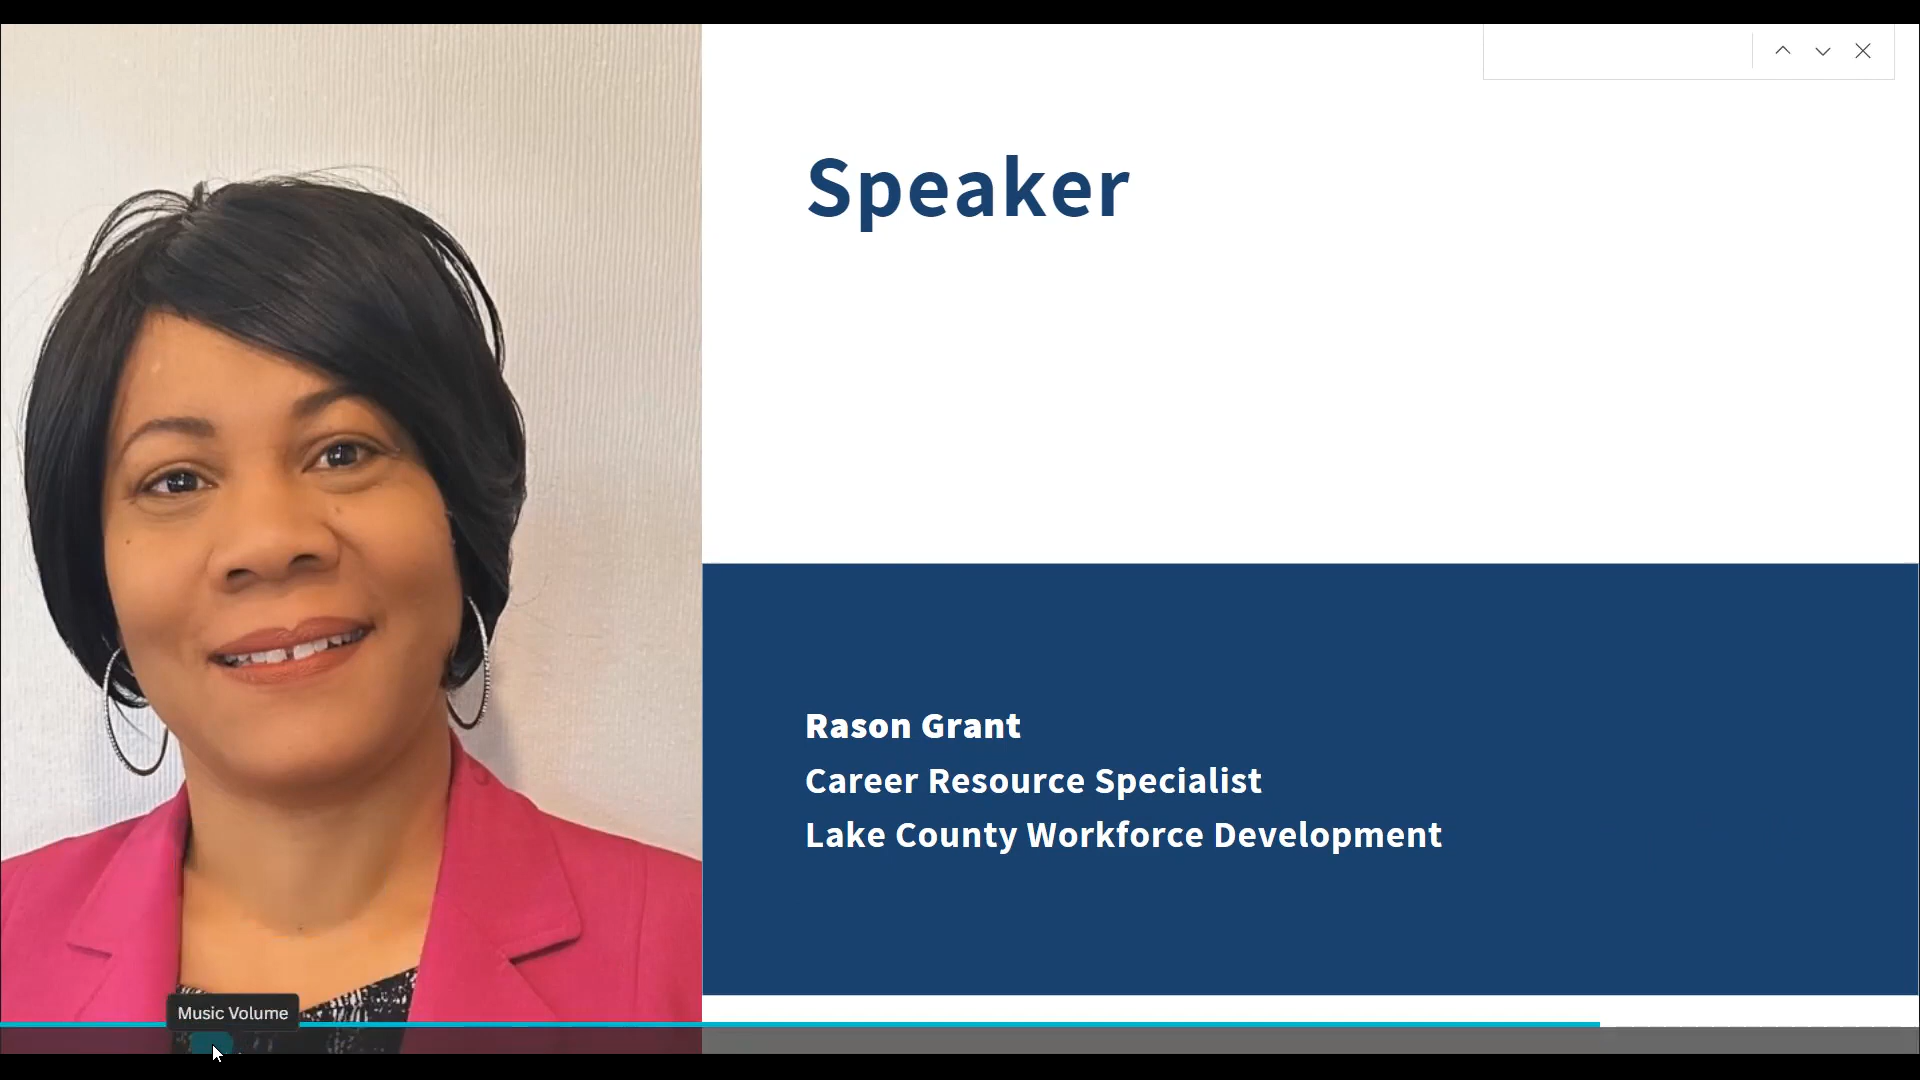 Speaker
Rason Grant
Career Resource Specialist
Lake County Workforce Development
Music Volume